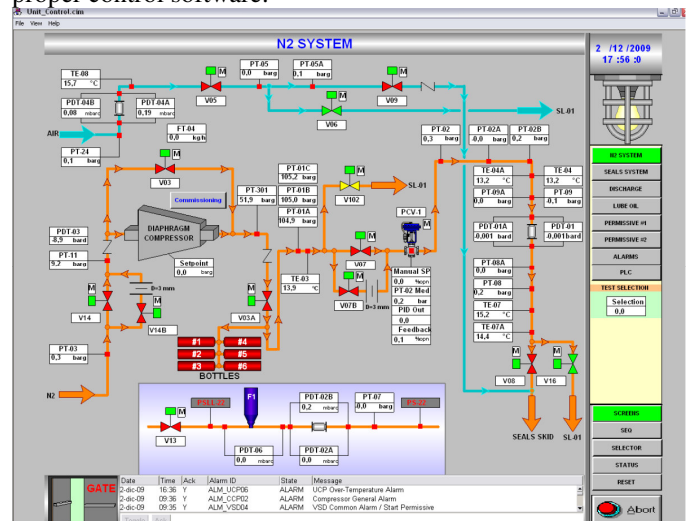 proper control software.
Unit_Control.cim
File View Help
N2 SYSTEM
2 /12 /2009
17 :56 :0
TE-08
15,7 °C
PT-05
0,0 barg
PT-05A
0,1 barg
PDT-04B
0,08 mbarc
PDT-04A
0,19 mbarc
M
V05
M
V09
M
V06
SL-01
AIR
FT-04
0,0 kg/h
PT-24
0,1 barg
M
V03
PT-02
0,3 barg
PT-02A
-0,0 barg
PT-02B
0,2 barg
N2 SYSTEM
SEALS SYSTEM
DISCHARGE
LUBE OIL
PERMISSIVE #1
PERMISSIVE #2
ALARMS
PLC
PT-01C
105,2 barg
PT-01B
105,0 barg
PT-01A
104,9 barg
M
V102
SL-01
TE-04A
13,2 °C
TE-04
13,2 °C
PT-09A
0,0 barg
PT-09
-0,1 barg
Commissioning
PT-301
51,9 barg
DIAPHRAGM
COMPRESSOR
Setpoint
0,0 barg
PDT-03
-8,9 bard
PT-11
9,2 barg
PCV-1
M
V07
PDT-01A
-0,001 bard
PDT-01
-0,001 bard
TE-03
13,9 °C
Manual SP
0,0 %opn
PT-02 Med
0,2 bar
PID Out
0,0
Feedback
0,1 %opn
M
V07B
D=3 mm
PT-08A
0,0 barg
PT-08
0,2 barg
TE-07
15,2 °C
TE-07A
14,4 °C
TEST SELECTION
Selection
0,0
D=3 mm
M
V14
M
V14B
M
V03A
PT-03
0,3 barg
#1 #4
#2 #5
#3 #6
BOTTLES
N2
M
V08
V16
M
SEALS SKID
SL-01
PSLL-22
F1
PDT-02B
0,2 mbarc
PT-07
0,0 barg
PS-22
M
V13
PDT-06
0,0 mbarc
PDT-02A
0,0 mbarc
SCREENS
SEQ
SELECTOR
STATUS
RESET
Abort
GATE
Date Time Ack Alarm ID State Message
2-dic-09 16:36 Y ALM_UCP06 ALARM UCP Over-Temperature Alarm
2-dic-09 09:36 Y ALM_CCP02 ALARM Compressor General Alarm
2-dic-09 09:35 Y ALM_VSD04 ALARM VSD Common Alarm / Start Permissive